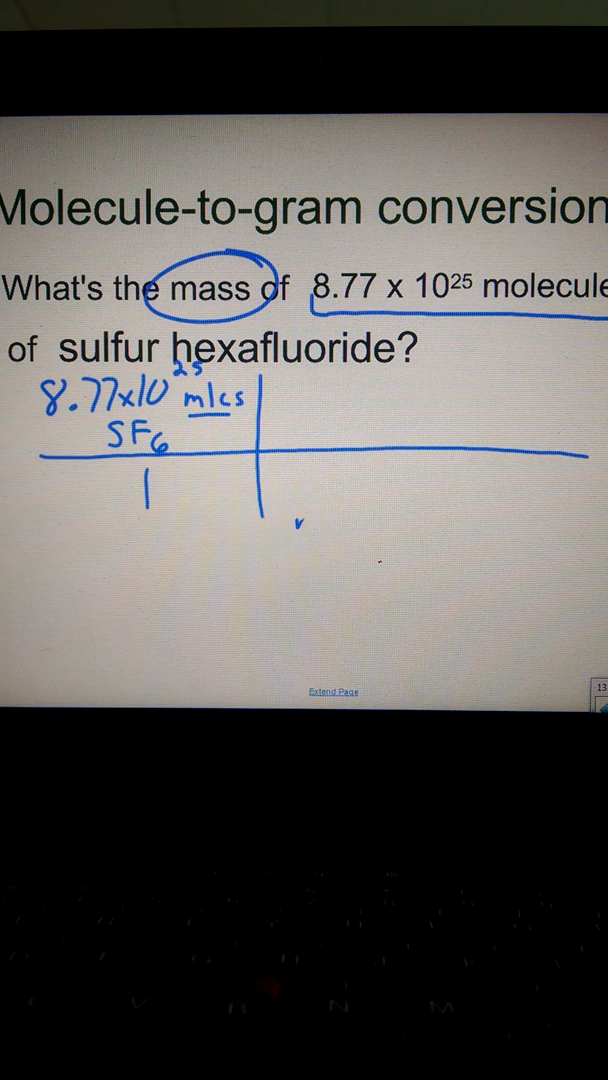 Molecule-to-gram conversion
What's the mass of 8.77 x 10²⁵ molecule
of sulfur hexafluoride?
8.77x10²⁵ mlcs
SF₆
1
Extend Page
13
C V B N M